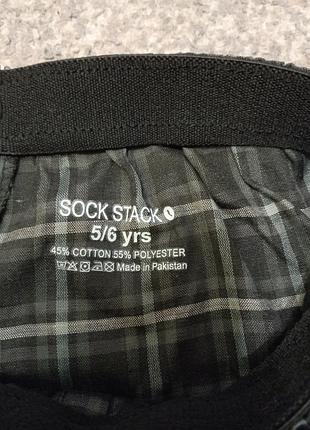 SOCK STACK
5/6 yrs
45% COTTON 55% POLYESTER
Made in Pakistan